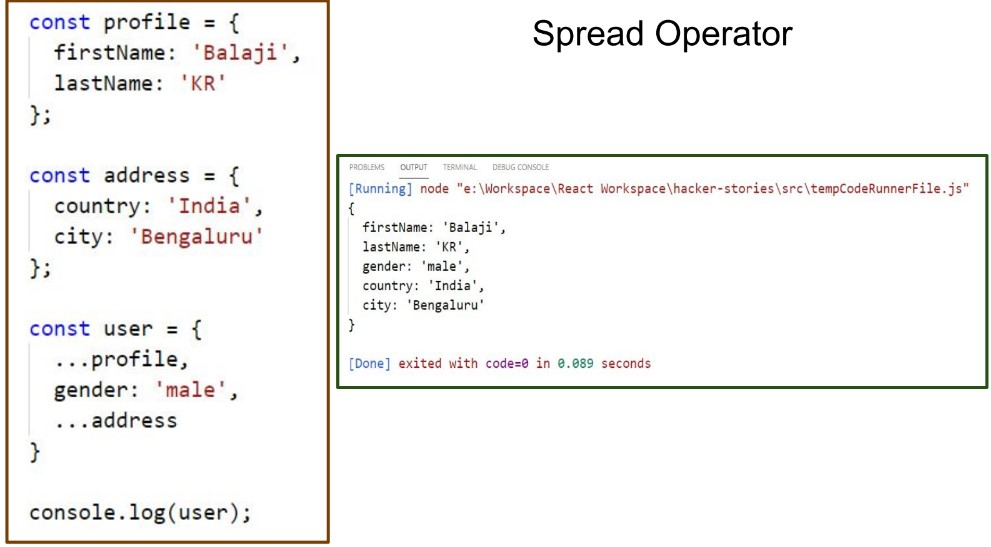 Spread Operator
const profile = {
  firstName: 'Balaji',
  lastName: 'KR'
};
const address = {
  country: 'India',
  city: 'Bengaluru'
};
const user = {
  ...profile,
  gender: 'male',
  ...address
}
console.log(user);
PROBLEMS OUTPUT TERMINAL DEBUG CONSOLE
[Running] node "e:\Workspace\React Workspace\hacker-stories\src\tempCodeRunnerFile.js"
{
  firstName: 'Balaji',
  lastName: 'KR',
  gender: 'male',
  country: 'India',
  city: 'Bengaluru'
}
[Done] exited with code=0 in 0.089 seconds